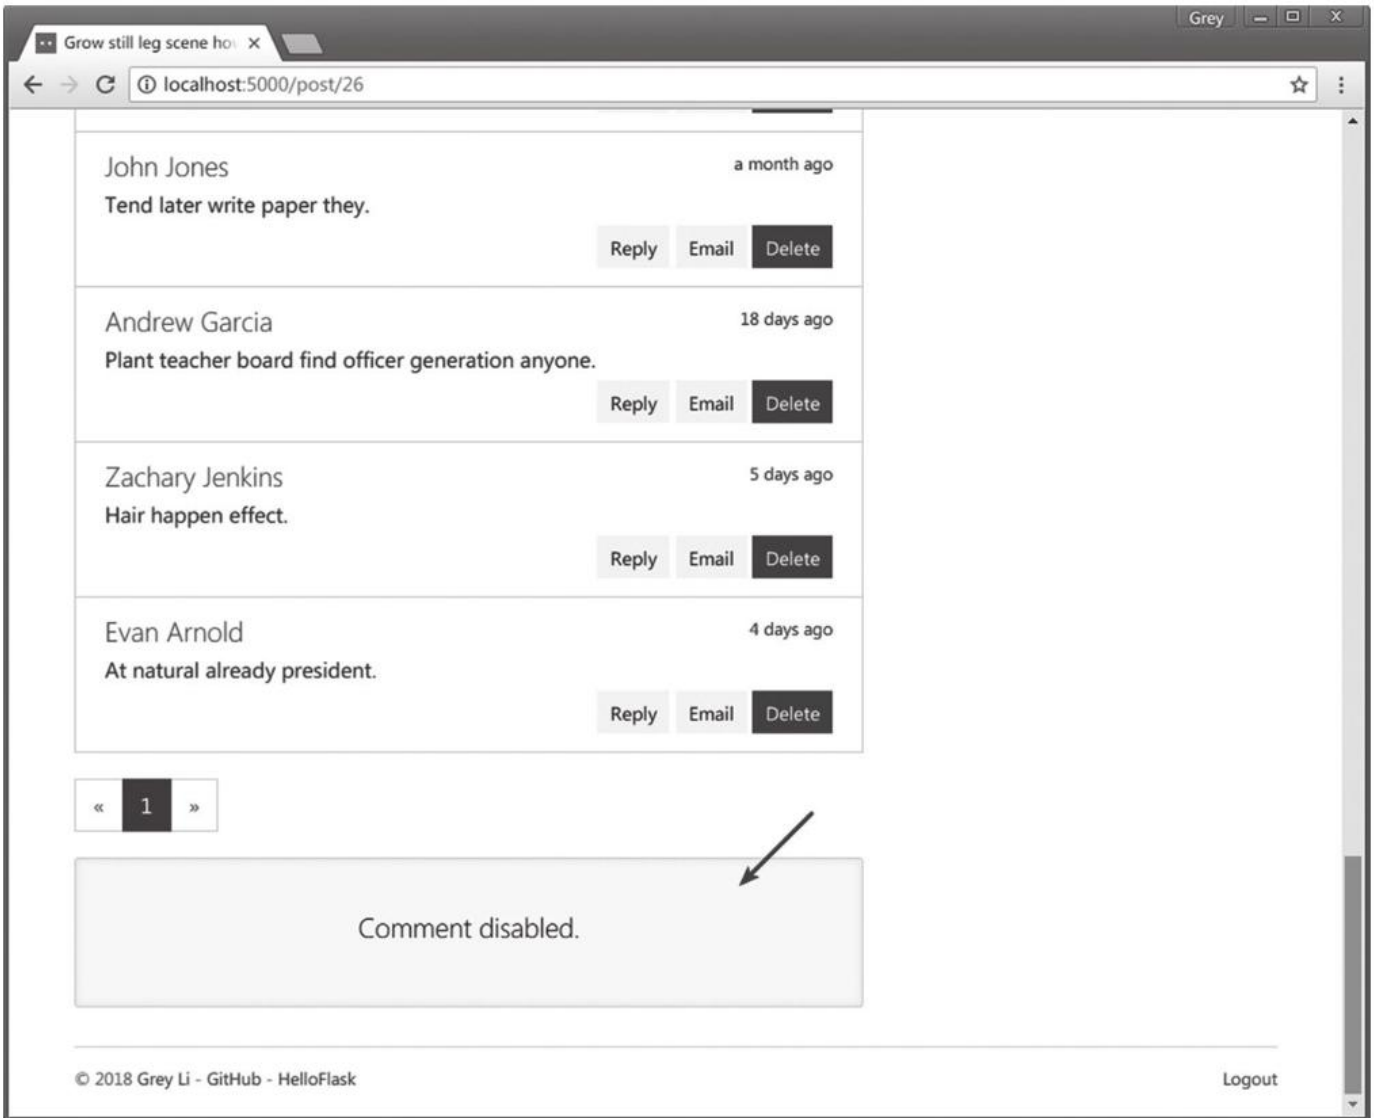 Grey
Grow still leg scene ho
localhost:5000/post/26
John Jones
a month ago
Tend later write paper they.
Reply Email Delete
Andrew Garcia
18 days ago
Plant teacher board find officer generation anyone.
Reply Email Delete
Zachary Jenkins
5 days ago
Hair happen effect.
Reply Email Delete
Evan Arnold
4 days ago
At natural already president.
Reply Email Delete
« 1 »
Comment disabled.
© 2018 Grey Li - GitHub - HelloFlask
Logout